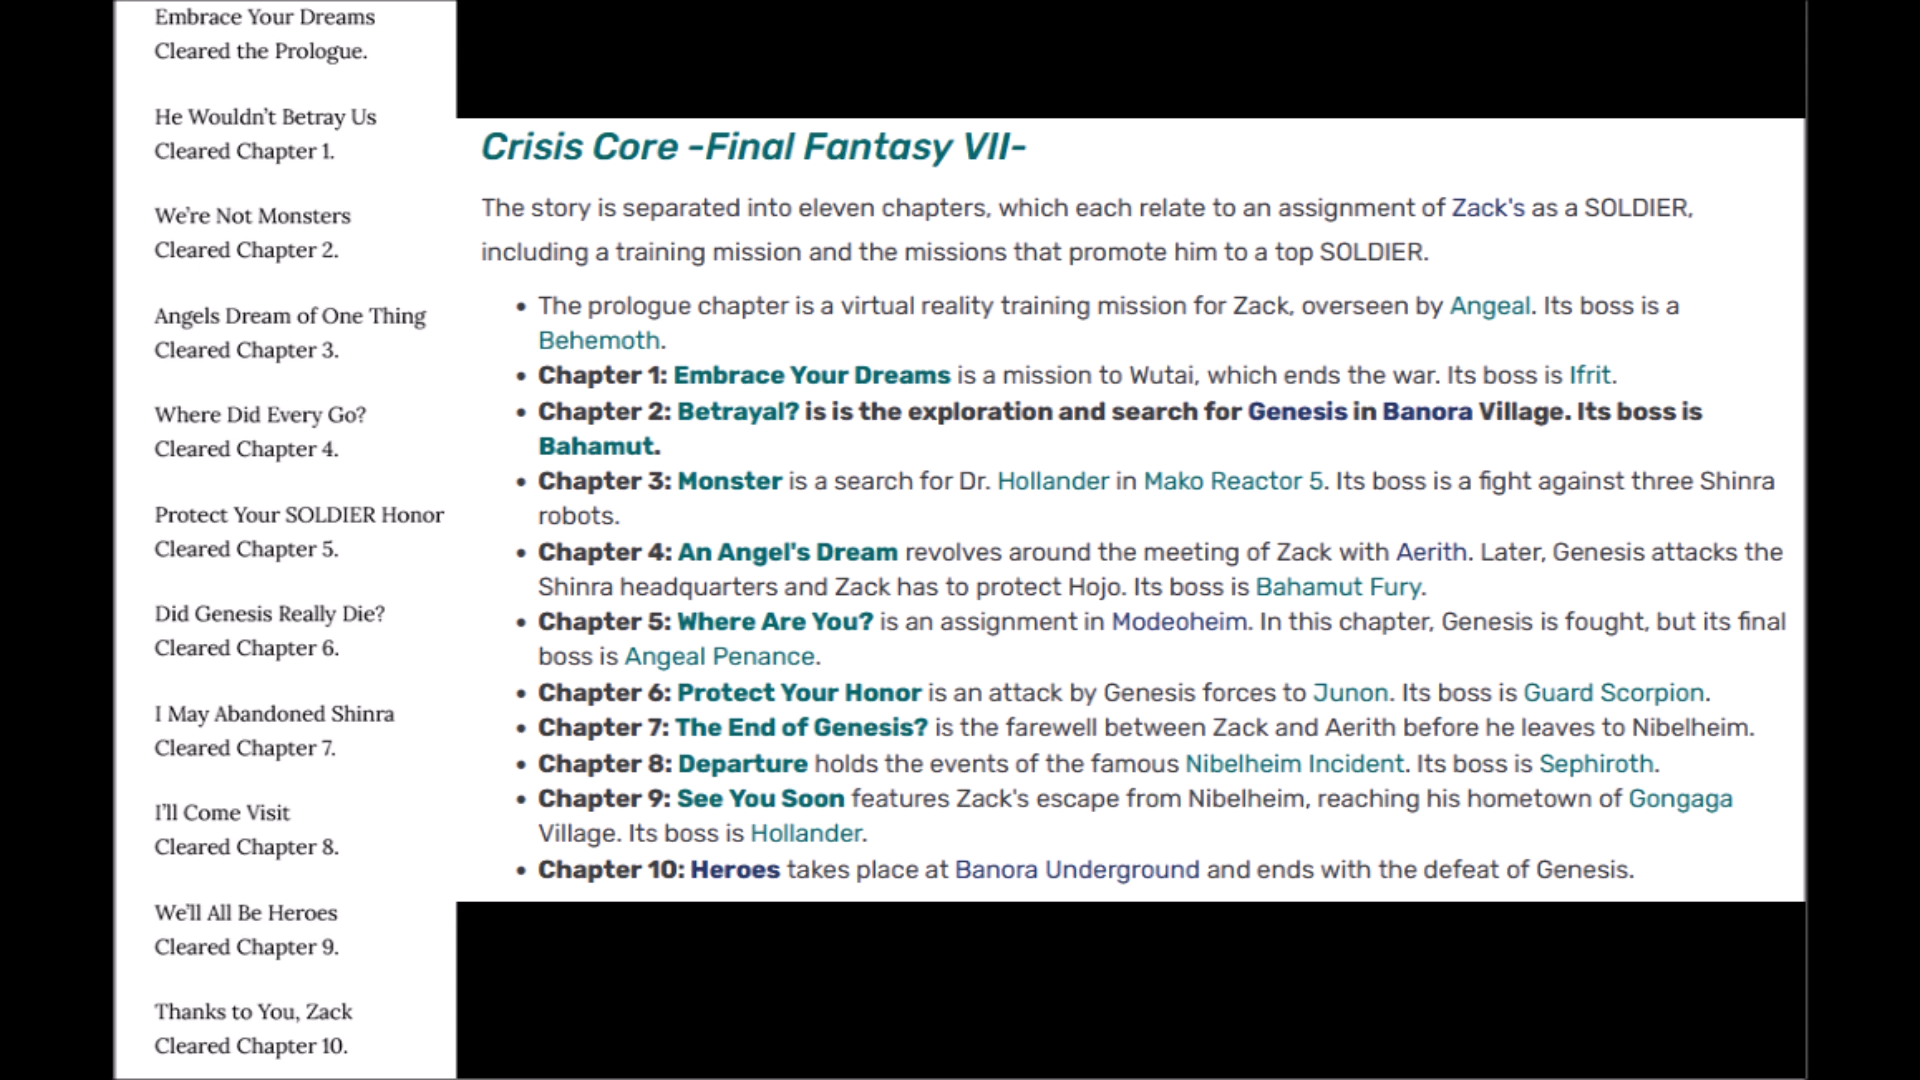 Embrace Your Dreams
Cleared the Prologue.
He Wouldn't Betray Us
Cleared Chapter 1.
We're Not Monsters
Cleared Chapter 2.
Angels Dream of One Thing
Cleared Chapter 3.
Where Did Every Go?
Cleared Chapter 4.
Protect Your SOLDIER Honor
Cleared Chapter 5.
Did Genesis Really Die?
Cleared Chapter 6.
I May Abandoned Shinra
Cleared Chapter 7.
I'll Come Visit
Cleared Chapter 8.
We'll All Be Heroes
Cleared Chapter 9.
Thanks to You, Zack
Cleared Chapter 10.
Crisis Core -Final Fantasy VII-
The story is separated into eleven chapters, which each relate to an assignment of Zack's as a SOLDIER,
including a training mission and the missions that promote him to a top SOLDIER.
• The prologue chapter is a virtual reality training mission for Zack, overseen by Angeal. Its boss is a
Behemoth.
• Chapter 1: Embrace Your Dreams is a mission to Wutai, which ends the war. Its boss is Ifrit.
• Chapter 2: Betrayal? is is the exploration and search for Genesis in Banora Village. Its boss is
Bahamut.
• Chapter 3: Monster is a search for Dr. Hollander in Mako Reactor 5. Its boss is a fight against three Shinra
robots.
• Chapter 4: An Angel's Dream revolves around the meeting of Zack with Aerith. Later, Genesis attacks the
Shinra headquarters and Zack has to protect Hojo. Its boss is Bahamut Fury.
• Chapter 5: Where Are You? is an assignment in Modeoheim. In this chapter, Genesis is fought, but its final
boss is Angeal Penance.
• Chapter 6: Protect Your Honor is an attack by Genesis forces to Junon. Its boss is Guard Scorpion.
• Chapter 7: The End of Genesis? is the farewell between Zack and Aerith before he leaves to Nibelheim.
• Chapter 8: Departure holds the events of the famous Nibelheim Incident. Its boss is Sephiroth.
• Chapter 9: See You Soon features Zack's escape from Nibelheim, reaching his hometown of Gongaga
Village. Its boss is Hollander.
• Chapter 10: Heroes takes place at Banora Underground and ends with the defeat of Genesis.